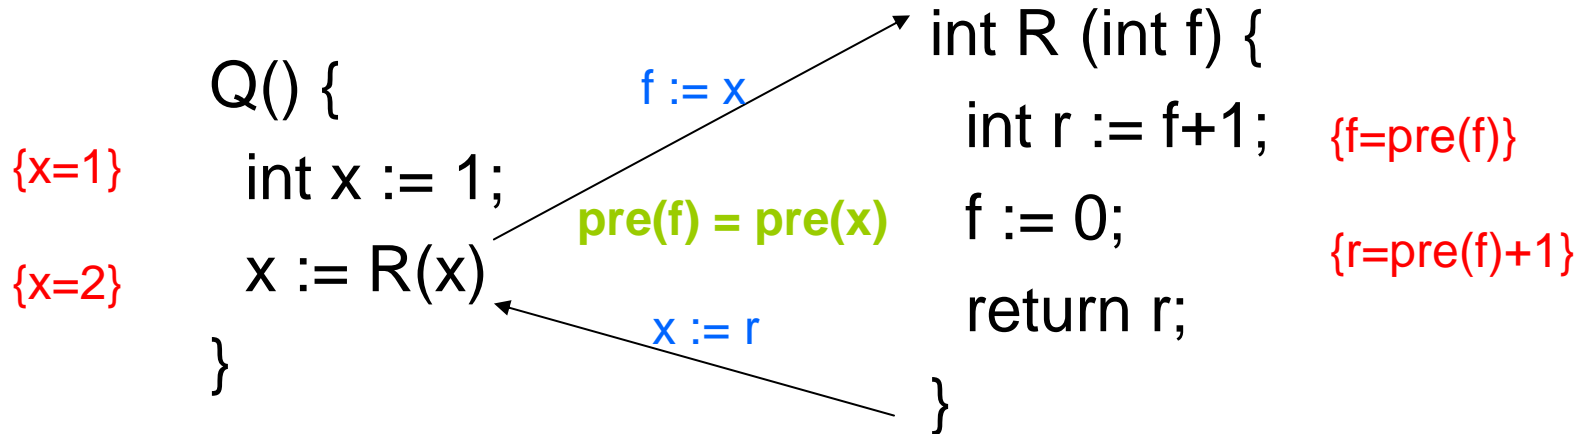 Q() {
{x=1}
int x := 1;
{x=2}
x := R(x)
}
f := x
pre(f) = pre(x)
x := r
int R (int f) {
int r := f+1;
{f=pre(f)}
f := 0;
{r=pre(f)+1}
return r;
}